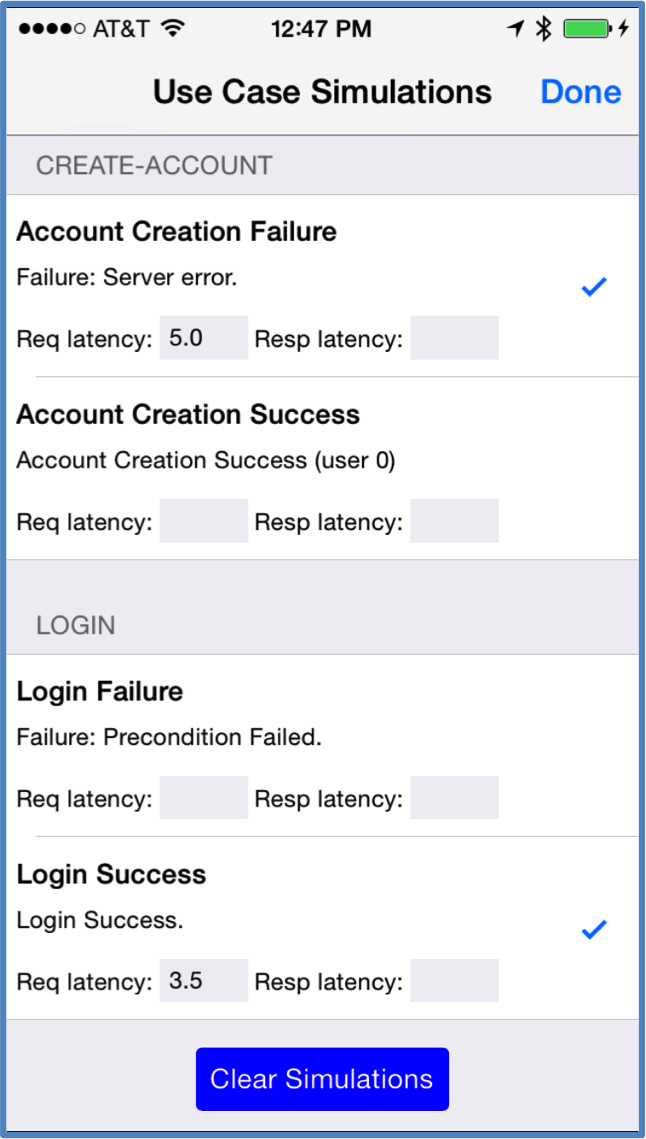 AT&T 12:47 PM
Use Case Simulations Done
CREATE-ACCOUNT
Account Creation Failure
Failure: Server error.
Req latency: 5.0 Resp latency:
Account Creation Success
Account Creation Success (user 0)
Req latency: Resp latency:
LOGIN
Login Failure
Failure: Precondition Failed.
Req latency: Resp latency:
Login Success
Login Success.
Req latency: 3.5 Resp latency:
Clear Simulations